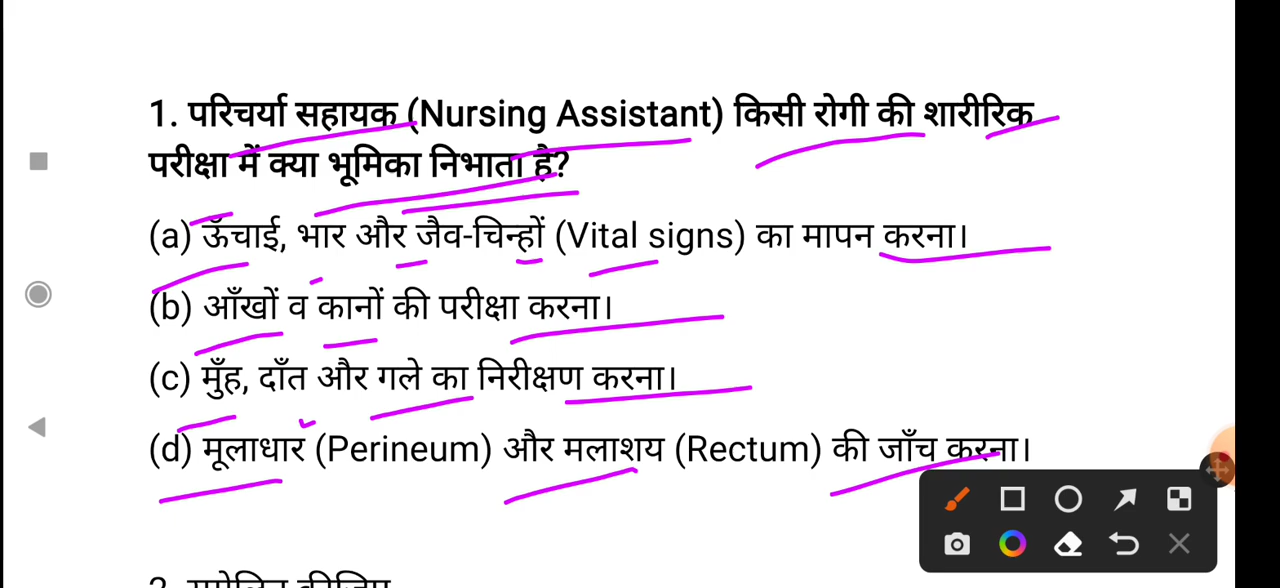 1. परिचर्या सहायक (Nursing Assistant) किसी रोगी की शारीरिक
परीक्षा में क्या भूमिका निभाता है?
(a) ऊँचाई, भार और जैव-चिन्हों (Vital signs) का मापन करना।
(b) आँखों व कानों की परीक्षा करना।
(c) मुँह, दाँत और गले का निरीक्षण करना।
(d) मूलाधार (Perineum) और मलाशय (Rectum) की जाँच करना।